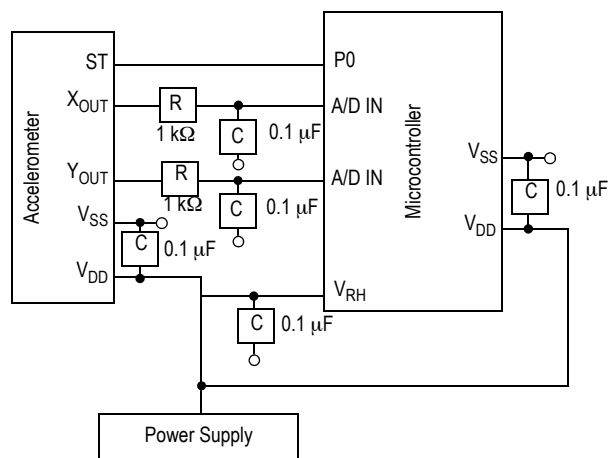 ST
P0
X_OUT
R
A/D IN
1 kΩ
C
0.1 µF
Accelerometer
Microcontroller
Y_OUT
R
A/D IN
1 kΩ
C
0.1 µF
V_SS
C
0.1 µF
V_DD
V_SS
C
0.1 µF
V_DD
V_RH
C
0.1 µF
Power Supply